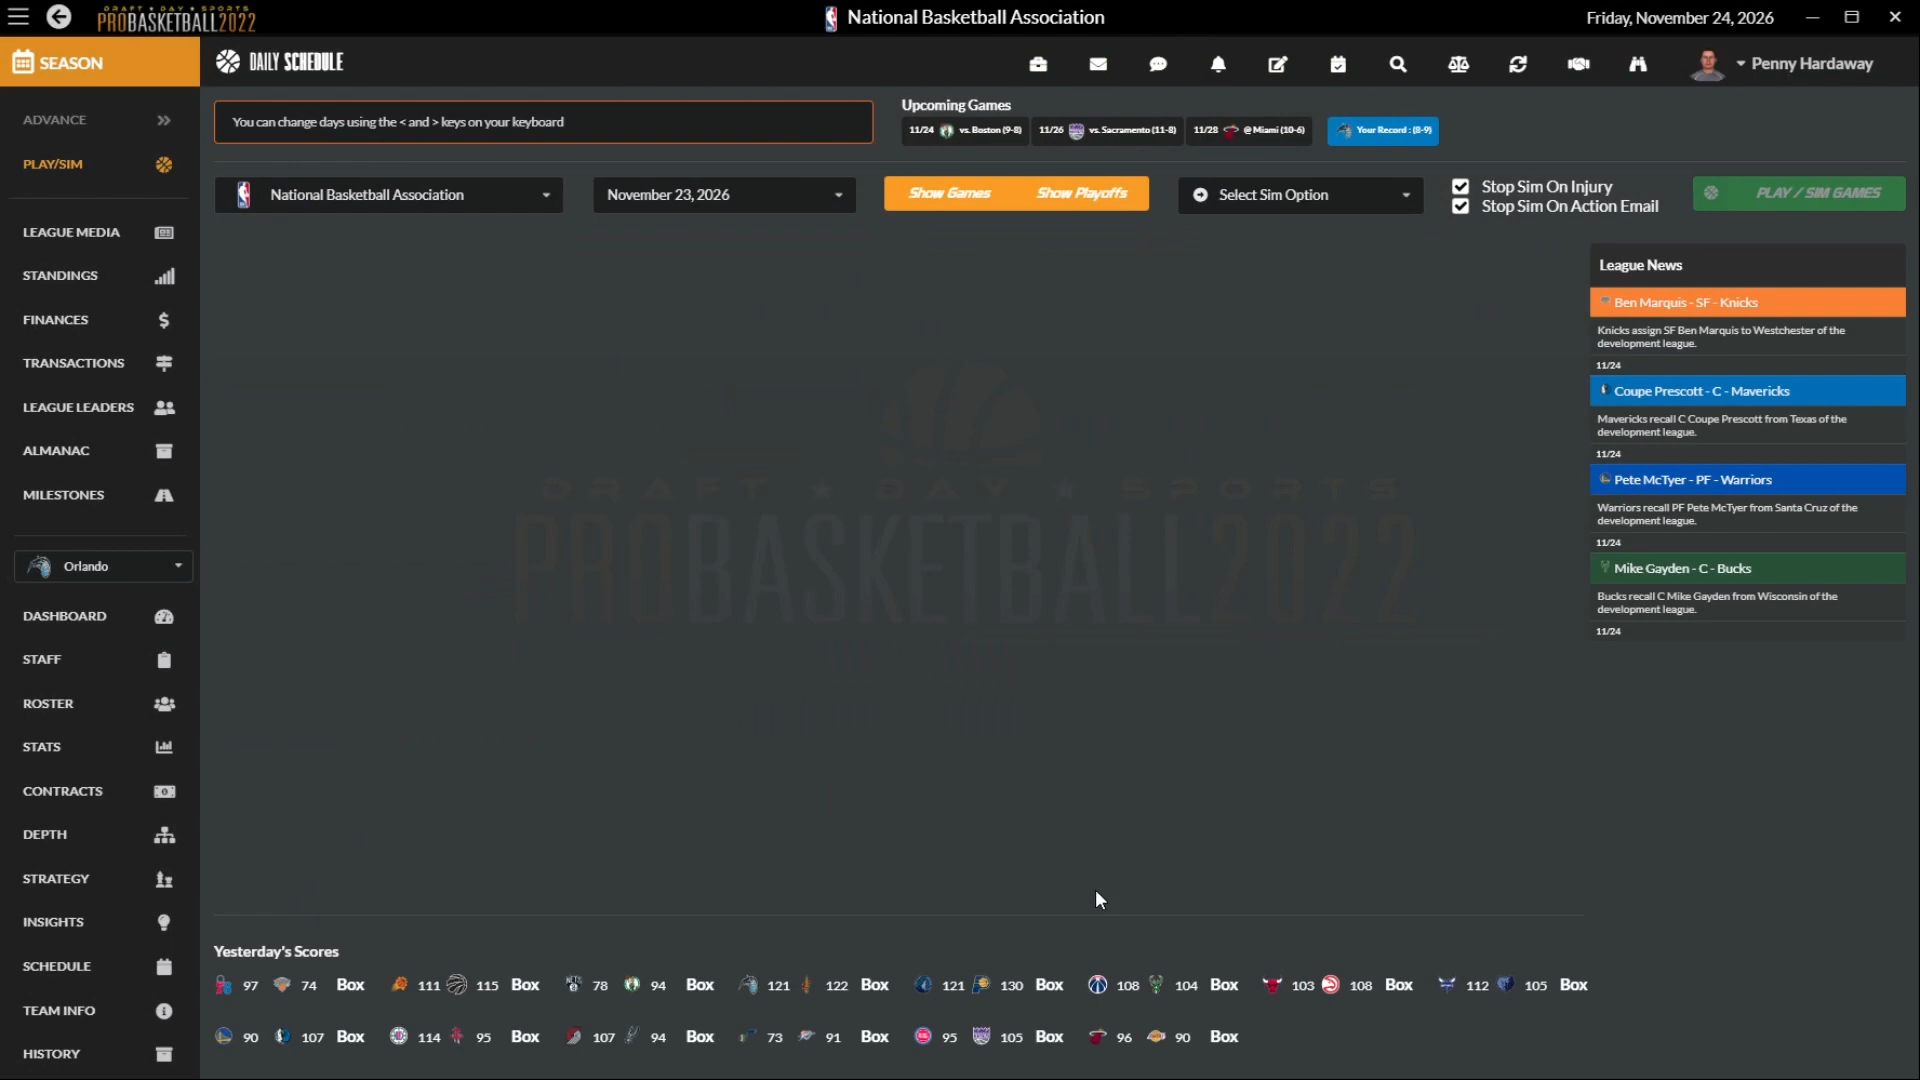 DRAFT • DAY • SPORTS
PROBASKETBALL2022
National Basketball Association
Friday, November 24, 2026
SEASON
DAILY SCHEDULE
Penny Hardaway
ADVANCE
PLAY/SIM
LEAGUE MEDIA
STANDINGS
FINANCES
TRANSACTIONS
LEAGUE LEADERS
ALMANAC
MILESTONES
Orlando
DASHBOARD
STAFF
ROSTER
STATS
CONTRACTS
DEPTH
STRATEGY
INSIGHTS
SCHEDULE
TEAM INFO
HISTORY
You can change days using the < and > keys on your keyboard
Upcoming Games
11/24 vs. Boston (9-8) 11/26 vs. Sacramento (11-8) 11/28 @ Miami (10-6) Your Record : (8-9)
National Basketball Association
November 23, 2026
Show Games Show Playoffs
Select Sim Option
Stop Sim On Injury
Stop Sim On Action Email
PLAY / SIM GAMES
DRAFT ★ DAY ★ SPORTS
PROBASKETBALL2022
League News
Ben Marquis - SF - Knicks
Knicks assign SF Ben Marquis to Westchester of the
development league.
11/24
Coupe Prescott - C - Mavericks
Mavericks recall C Coupe Prescott from Texas of the
development league.
11/24
Pete McTyer - PF - Warriors
Warriors recall PF Pete McTyer from Santa Cruz of the
development league.
11/24
Mike Gayden - C - Bucks
Bucks recall C Mike Gayden from Wisconsin of the
development league.
11/24
Yesterday's Scores
97 74 Box 111 115 Box 78 94 Box 121 122 Box 121 130 Box 108 104 Box 103 108 Box 112 105 Box
90 107 Box 114 95 Box 107 94 Box 73 91 Box 95 105 Box 96 90 Box